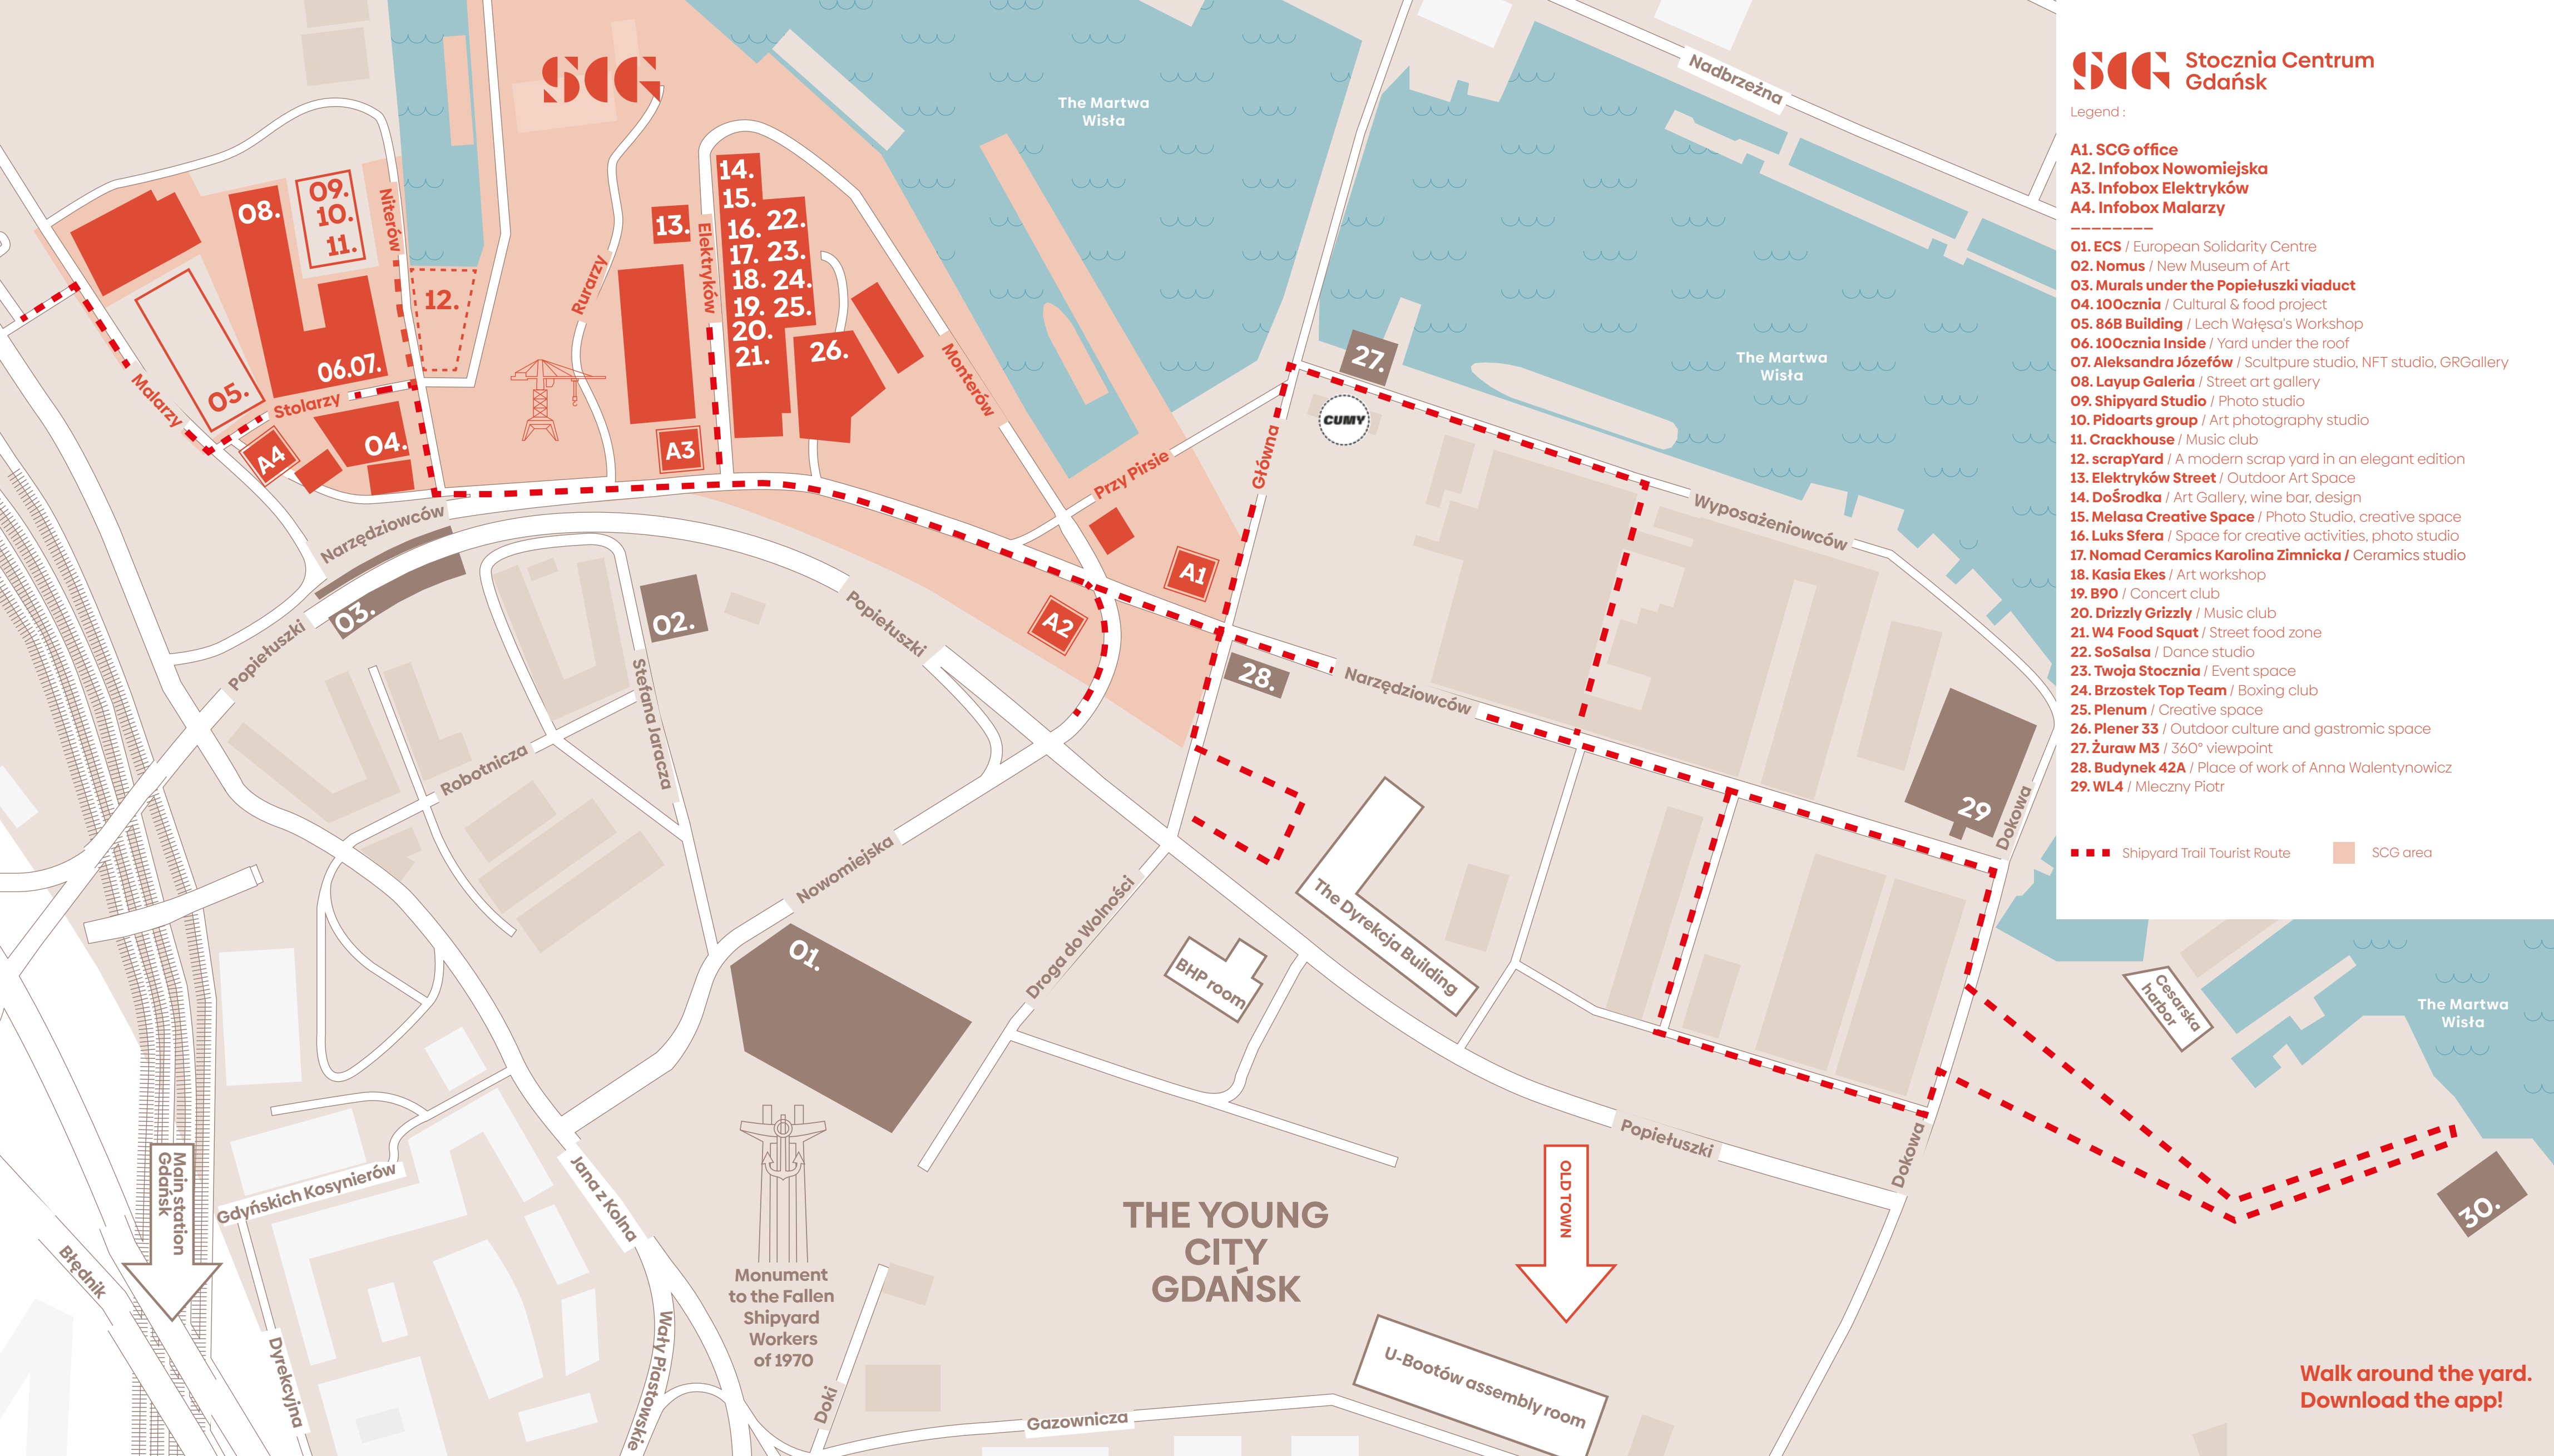 SCG
The Martwa
Wisła
Nadbrzeżna
08.
09.
10.
11.
Niterów
12.
13.
14.
15.
16. 22.
17. 23.
18. 24.
19. 25.
20.
21.
26.
Rurarzy
Elektryków
Monterów
05.
06.07.
Malarzy
Stolarzy
A4
04.
A3
27.
CUMY
The Martwa
Wisła
Główna
Przy Pirsie
Narzędziowców
03.
02.
A1
A2
Wyposażeniowców
Popiełuszki
Popiełuszki
Stefana Jaracza
28.
Narzędziowców
29
Dokowa
Robotnicza
Nowomiejska
Droga do Wolności
01.
The Dyrekcja Building
BHP room
Cesarska
harbor
The Martwa
Wisła
Popiełuszki
Dokowa
30.
Main station
Gdańsk
Gdyńskich Kosynierów
Jana z Kolna
Błędnik
Dyrekcyjna
Wały Piastowskie
Monument
to the Fallen
Shipyard
Workers
of 1970
THE YOUNG
CITY
GDAŃSK
OLD TOWN
Doki
Gazownicza
U-Bootów assembly room
SCG
Stocznia Centrum
Gdańsk
Legend :
A1. SCG office
A2. Infobox Nowomiejska
A3. Infobox Elektryków
A4. Infobox Malarzy
––––––––
01. ECS / European Solidarity Centre
02. Nomus / New Museum of Art
03. Murals under the Popiełuszki viaduct
04. 100cznia / Cultural & food project
05. 86B Building / Lech Wałęsa's Workshop
06. 100cznia Inside / Yard under the roof
07. Aleksandra Józefów / Scultpure studio, NFT studio, GRGallery
08. Layup Galeria / Street art gallery
09. Shipyard Studio / Photo studio
10. Pidoarts group / Art photography studio
11. Crackhouse / Music club
12. scrapYard / A modern scrap yard in an elegant edition
13. Elektryków Street / Outdoor Art Space
14. DoŚrodka / Art Gallery, wine bar, design
15. Melasa Creative Space / Photo Studio, creative space
16. Luks Sfera / Space for creative activities, photo studio
17. Nomad Ceramics Karolina Zimnicka / Ceramics studio
18. Kasia Ekes / Art workshop
19. B90 / Concert club
20. Drizzly Grizzly / Music club
21. W4 Food Squat / Street food zone
22. SoSalsa / Dance studio
23. Twoja Stocznia / Event space
24. Brzostek Top Team / Boxing club
25. Plenum / Creative space
26. Plener 33 / Outdoor culture and gastromic space
27. Żuraw M3 / 360° viewpoint
28. Budynek 42A / Place of work of Anna Walentynowicz
29. WL4 / Mleczny Piotr
Shipyard Trail Tourist Route
SCG area
Walk around the yard.
Download the app!